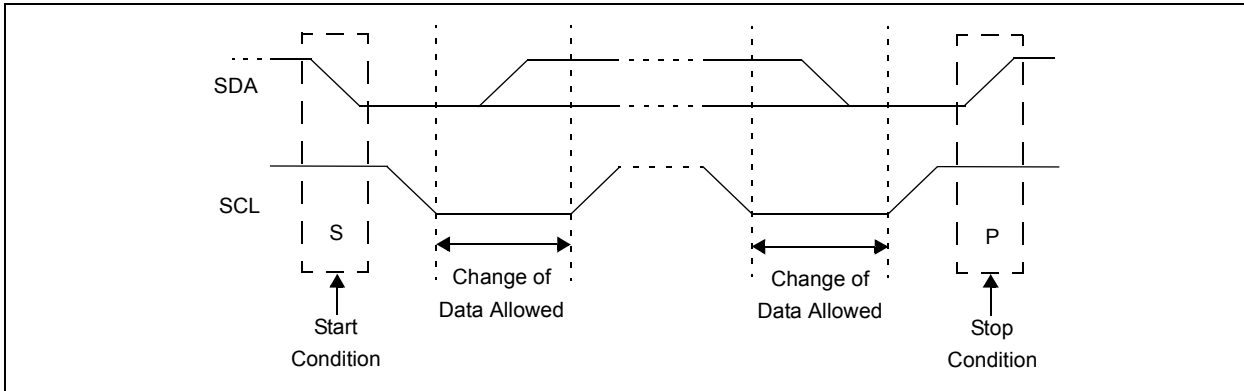 SDA
SCL
S
P
Change of
Data Allowed
Change of
Data Allowed
Start
Condition
Stop
Condition